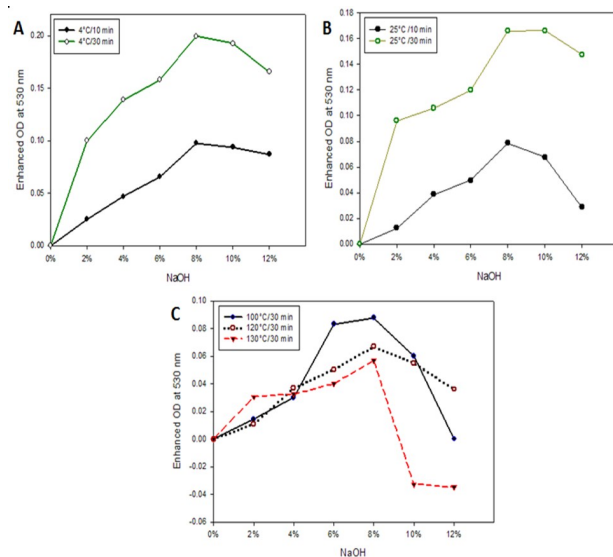 A
4°C/10 min
4°C/30 min
Enhanced OD at 530 nm
0.20
0.15
0.10
0.05
0.00
0% 2% 4% 6% 8% 10% 12%
NaOH
B
25°C /10 min
25°C /30 min
Enhanced OD at 530 nm
0.18
0.16
0.14
0.12
0.10
0.08
0.06
0.04
0.02
0.00
0% 2% 4% 6% 8% 10% 12%
NaOH
C
100°C/30 min
120°C/30 min
130°C/30 min
Enhanced OD at 530 nm
0.10
0.08
0.06
0.04
0.02
0.00
-0.02
-0.04
-0.06
0% 2% 4% 6% 8% 10% 12%
NaOH